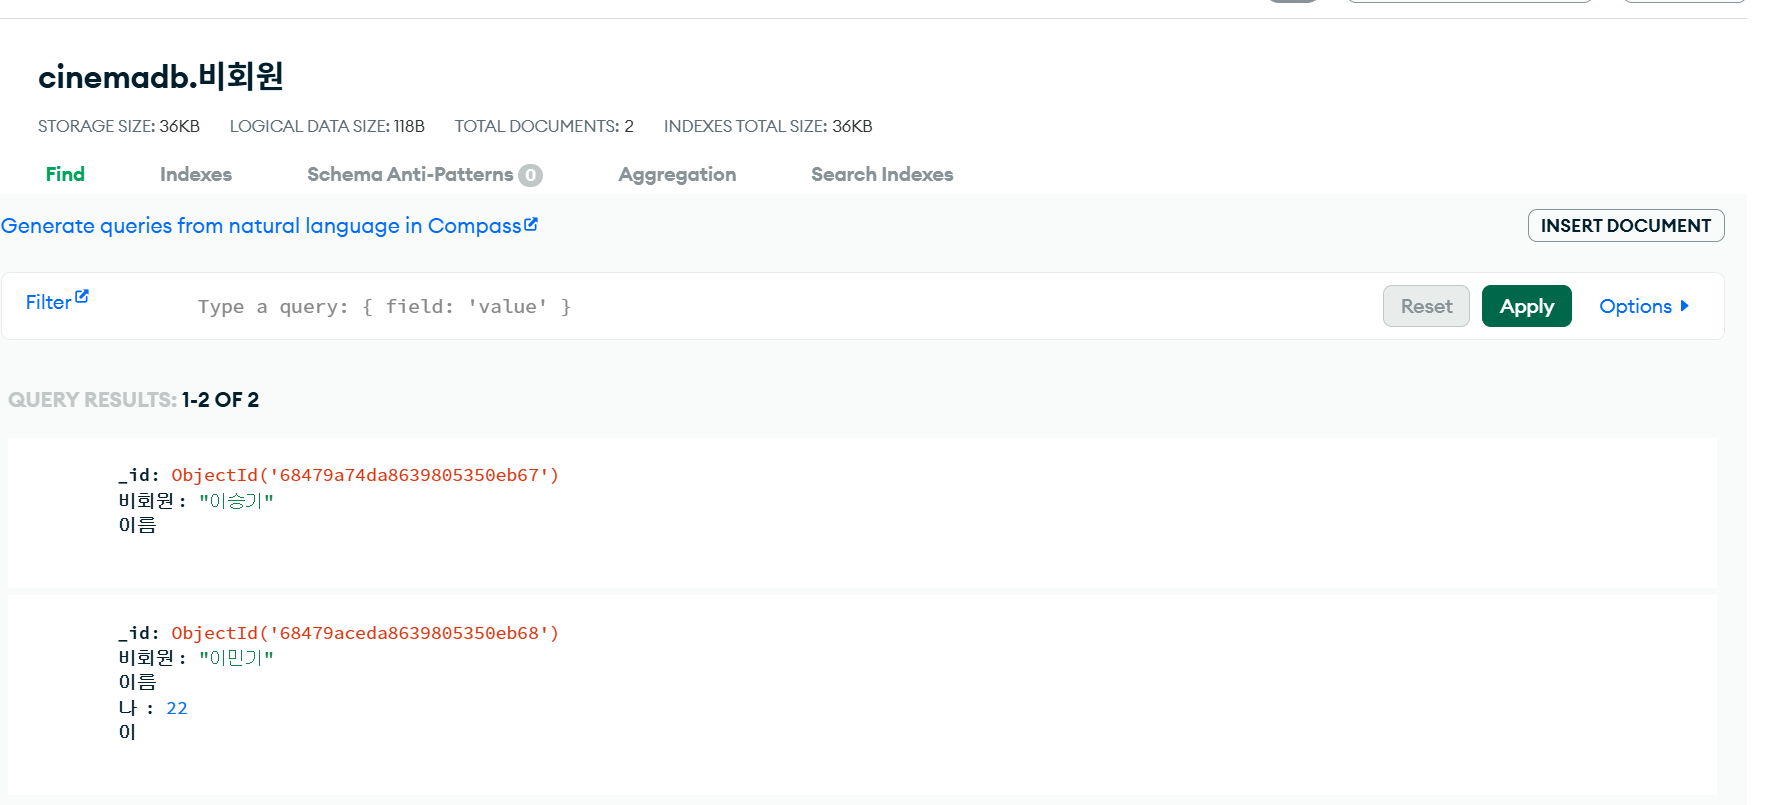 cinemadb.비회원
STORAGE SIZE: 36KB LOGICAL DATA SIZE: 118B TOTAL DOCUMENTS: 2 INDEXES TOTAL SIZE: 36KB
Find Indexes Schema Anti-Patterns 0 Aggregation Search Indexes
Generate queries from natural language in Compass
INSERT DOCUMENT
Filter Type a query: { field: 'value' } Reset Apply Options
QUERY RESULTS: 1-2 OF 2
_id: ObjectId('68479a74da8639805350eb67')
비회원 : "이승기"
이름
_id: ObjectId('68479aceda8639805350eb68')
비회원 : "이민기"
이름
나 : 22
이